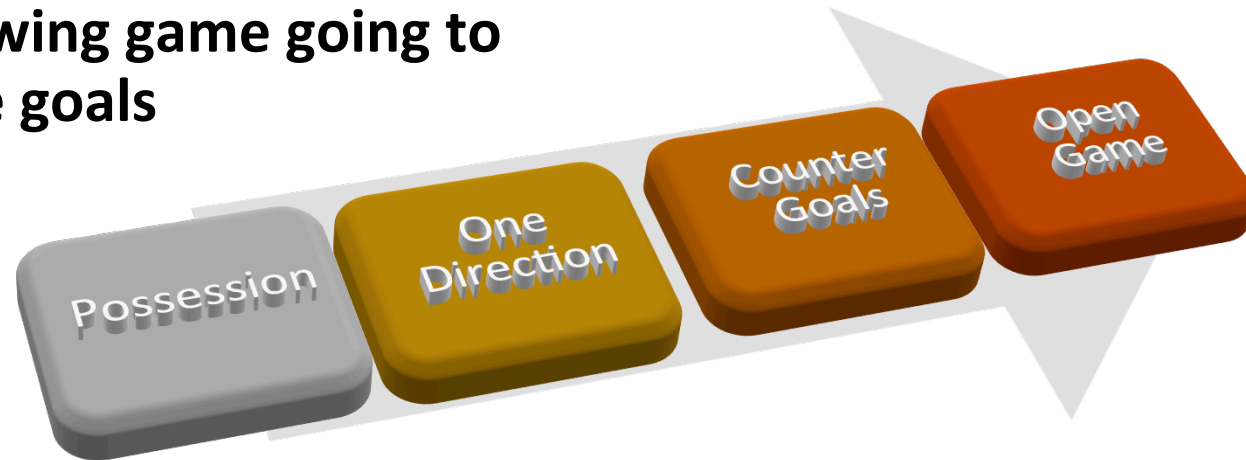 wing game going to
goals
Possession
One
Direction
Counter
Goals
Open
Game